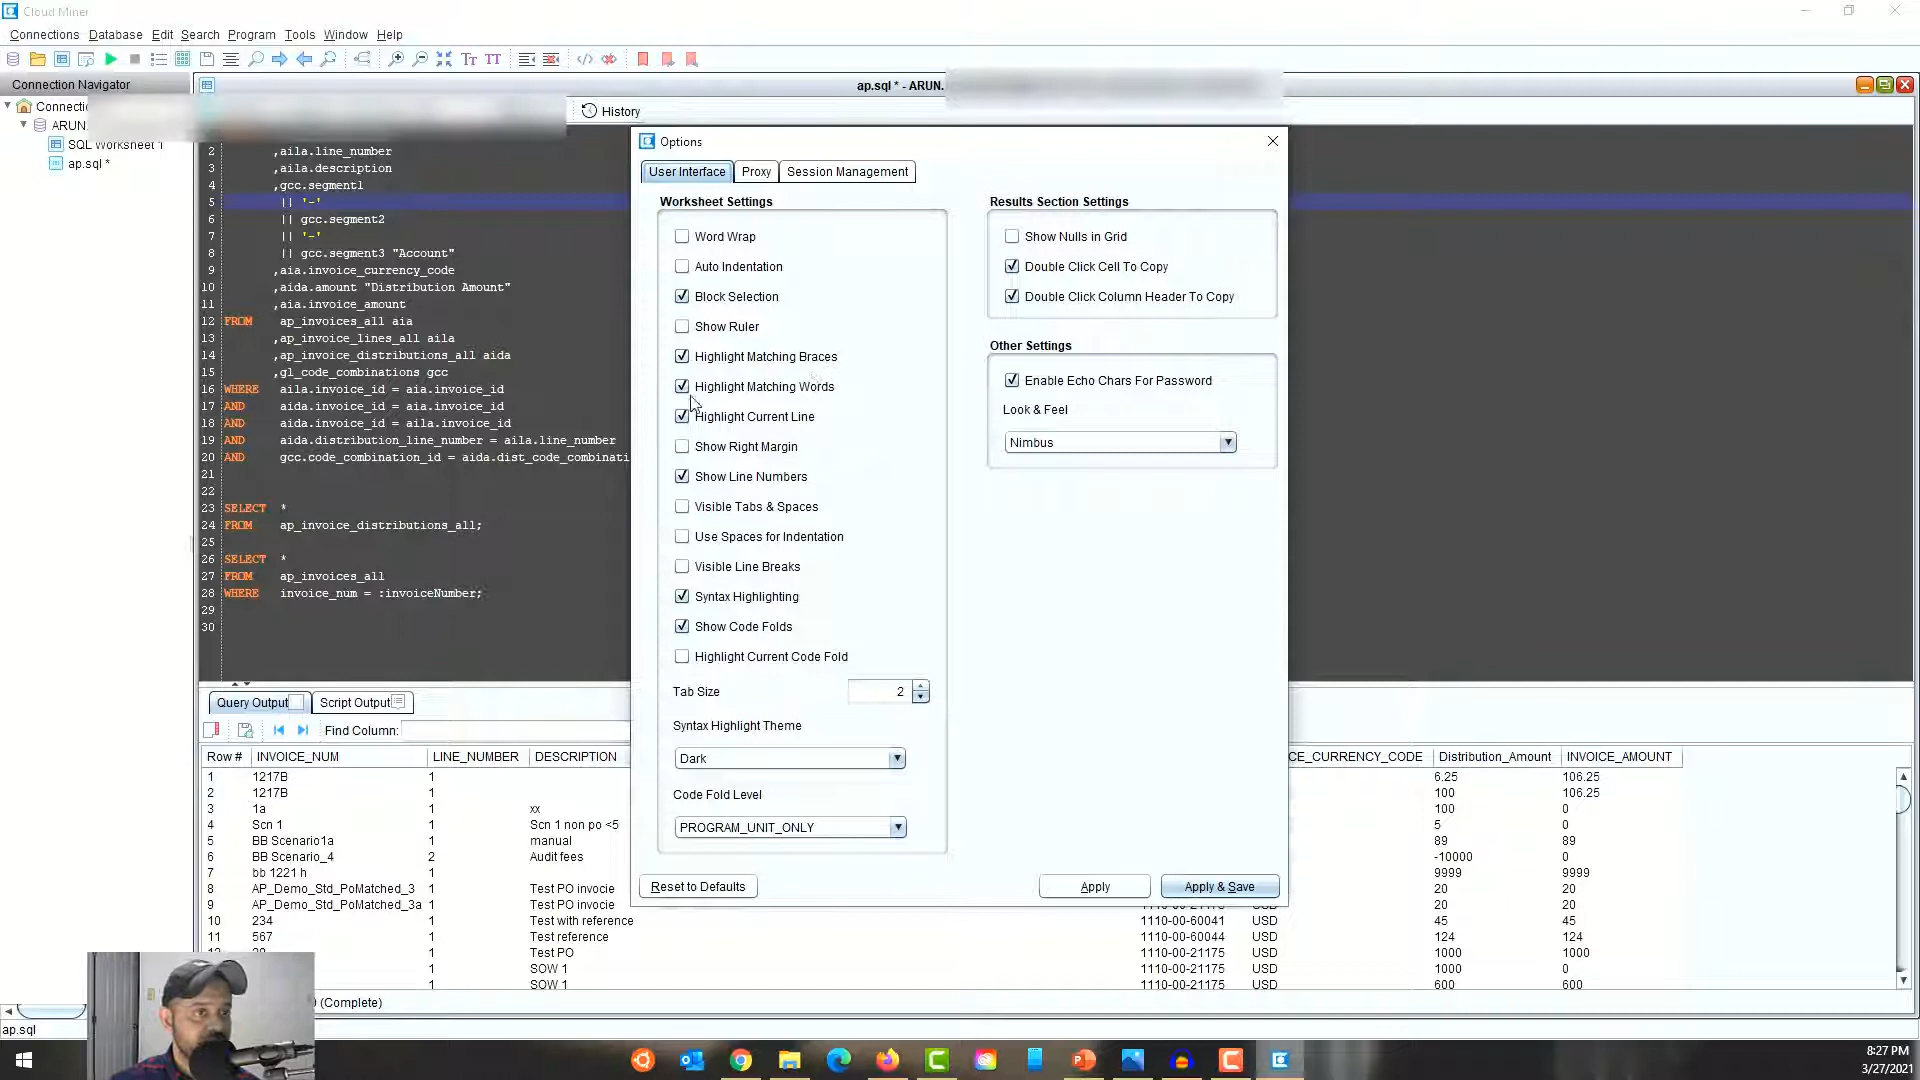 Cloud Miner
Connections Database Edit Search Program Tools Window Help
Connection Navigator
ap.sql * - ARUN.
ARUN
SQL Worksheet 1
ap.sql *
History
2 ,aila.line_number
3 ,aila.description
4 ,gcc.segment1
5 || '-'
6 || gcc.segment2
7 || '-'
8 || gcc.segment3 "Account"
9 ,aia.invoice_currency_code
10 ,aida.amount "Distribution Amount"
11 ,aia.invoice_amount
12 FROM ap_invoices_all aia
13 ,ap_invoice_lines_all aila
14 ,ap_invoice_distributions_all aida
15 ,gl_code_combinations gcc
16 WHERE aila.invoice_id = aia.invoice_id
17 AND aida.invoice_id = aia.invoice_id
18 AND aida.invoice_id = aila.invoice_id
19 AND aida.distribution_line_number = aila.line_number
20 AND gcc.code_combination_id = aida.dist_code_combinati
21
22
23 SELECT *
24 FROM ap_invoice_distributions_all;
25
26 SELECT *
27 FROM ap_invoices_all
28 WHERE invoice_num = :invoiceNumber;
29
30
Options
User Interface Proxy Session Management
Worksheet Settings
Word Wrap
Auto Indentation
Block Selection
Show Ruler
Highlight Matching Braces
Highlight Matching Words
Highlight Current Line
Show Right Margin
Show Line Numbers
Visible Tabs & Spaces
Use Spaces for Indentation
Visible Line Breaks
Syntax Highlighting
Show Code Folds
Highlight Current Code Fold
Tab Size 2
Syntax Highlight Theme
Dark
Code Fold Level
PROGRAM_UNIT_ONLY
Results Section Settings
Show Nulls in Grid
Double Click Cell To Copy
Double Click Column Header To Copy
Other Settings
Enable Echo Chars For Password
Look & Feel
Nimbus
Reset to Defaults Apply Apply & Save
Query Output Script Output
Find Column:
Row # INVOICE_NUM LINE_NUMBER DESCRIPTION CE_CURRENCY_CODE Distribution_Amount INVOICE_AMOUNT
1 1217B 1 6.25 106.25
2 1217B 1 100 106.25
3 1a 1 xx 100 0
4 Scn 1 1 Scn 1 non po <5 5 0
5 BB Scenario1a 1 manual 89 89
6 BB Scenario_4 2 Audit fees -10000 0
7 bb 1221 h 1 9999 9999
8 AP_Demo_Std_PoMatched_3 1 Test PO invocie 20 20
9 AP_Demo_Std_PoMatched_3a 1 Test PO invocie USD 20 20
10 234 1 Test with reference 1110-00-60041 USD 45 45
11 567 1 Test reference 1110-00-60044 USD 124 124
1 Test PO 1110-00-21175 USD 1000 1000
1 SOW 1 1110-00-21175 USD 1000 0
1 SOW 1 1110-00-21175 USD 600 600
(Complete)
ap.sql
8:27 PM
3/27/2021